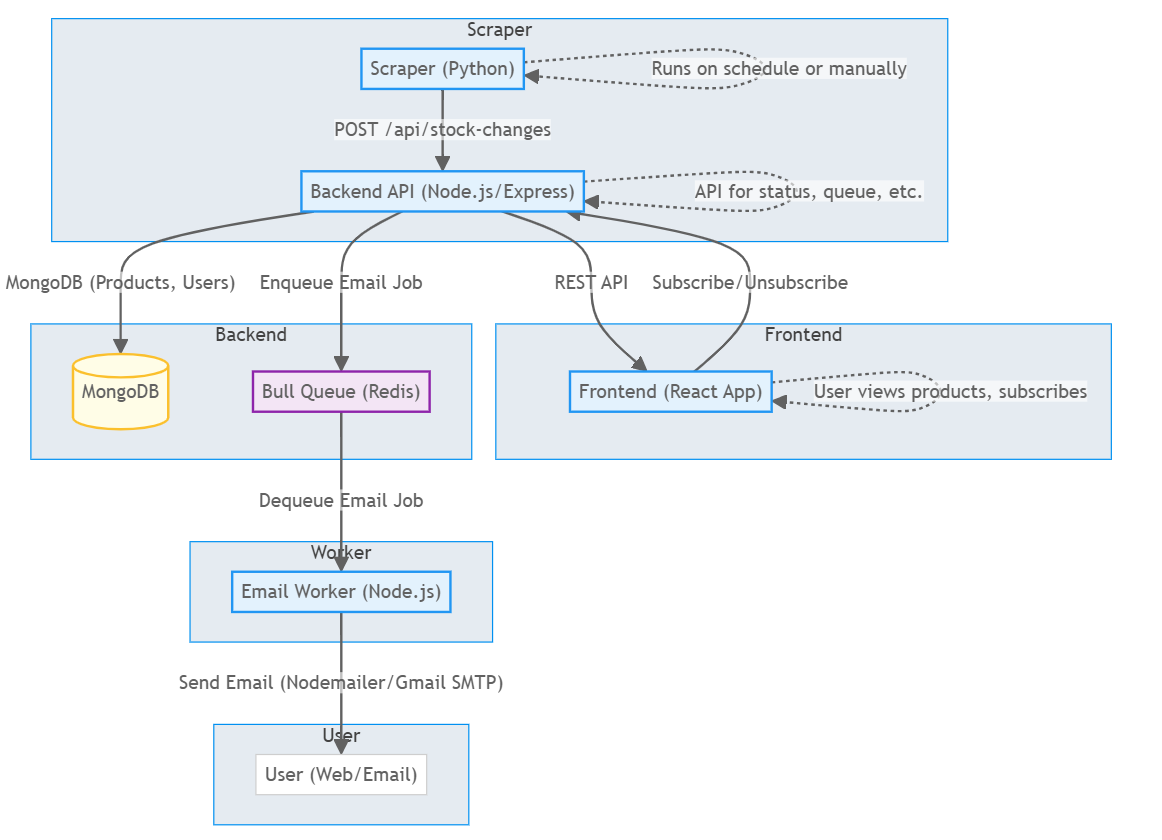 Scraper
Scraper (Python)
Runs on schedule or manually
POST /api/stock-changes
Backend API (Node.js/Express)
API for status, queue, etc.
MongoDB (Products, Users)
Enqueue Email Job
REST API
Subscribe/Unsubscribe
Backend
Frontend
MongoDB
Bull Queue (Redis)
Frontend (React App)
User views products, subscribes
Dequeue Email Job
Worker
Email Worker (Node.js)
Send Email (Nodemailer/Gmail SMTP)
User
User (Web/Email)